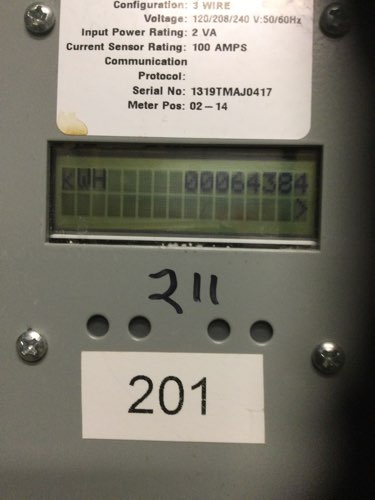 Configuration: 3 WIRE
Voltage: 120/208/240 V:50/60Hz
Input Power Rating: 2 VA
Current Sensor Rating: 100 AMPS
Communication
Protocol:
Serial No: 1319TMAJ0417
Meter Pos: 02-14
<WH 00064384
>
211
201